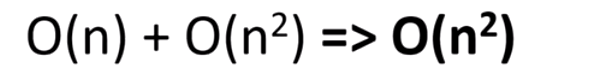 O(n) + O(n²) => O(n²)